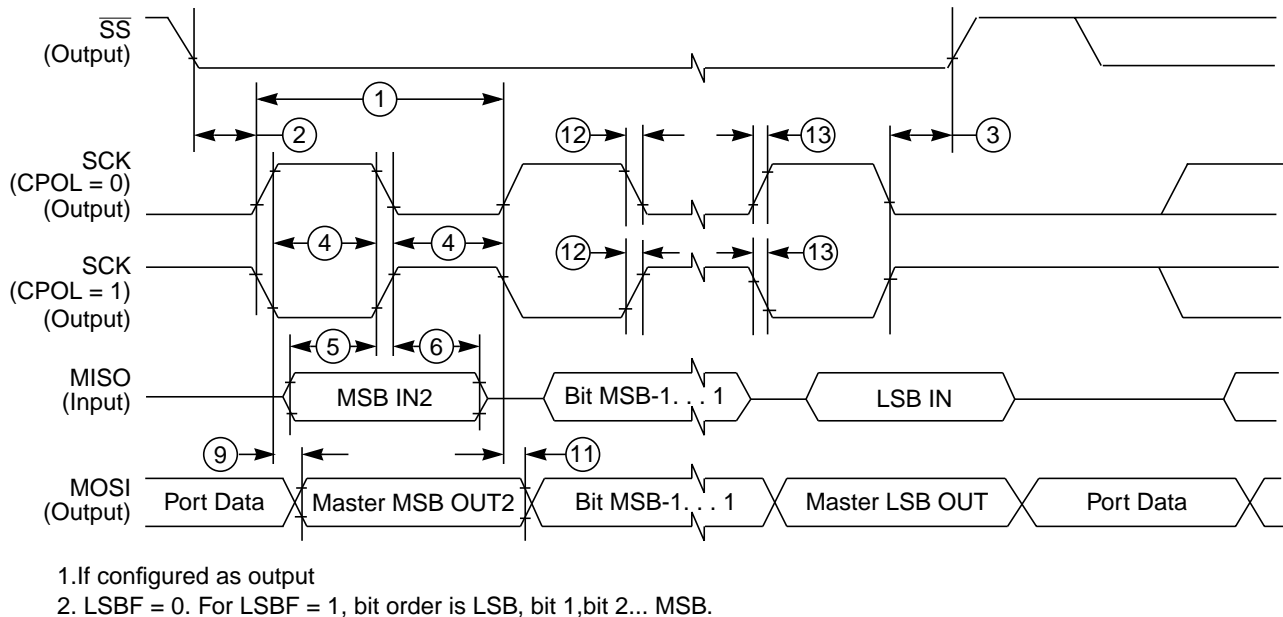 SS
(Output)
1
2
12
13
3
SCK
(CPOL = 0)
(Output)
4
4
SCK
(CPOL = 1)
(Output)
12
13
5
6
MISO
(Input)
MSB IN2
Bit MSB-1. . . 1
LSB IN
9
11
MOSI
(Output)
Port Data
Master MSB OUT2
Bit MSB-1. . . 1
Master LSB OUT
Port Data
1.If configured as output
2. LSBF = 0. For LSBF = 1, bit order is LSB, bit 1,bit 2... MSB.